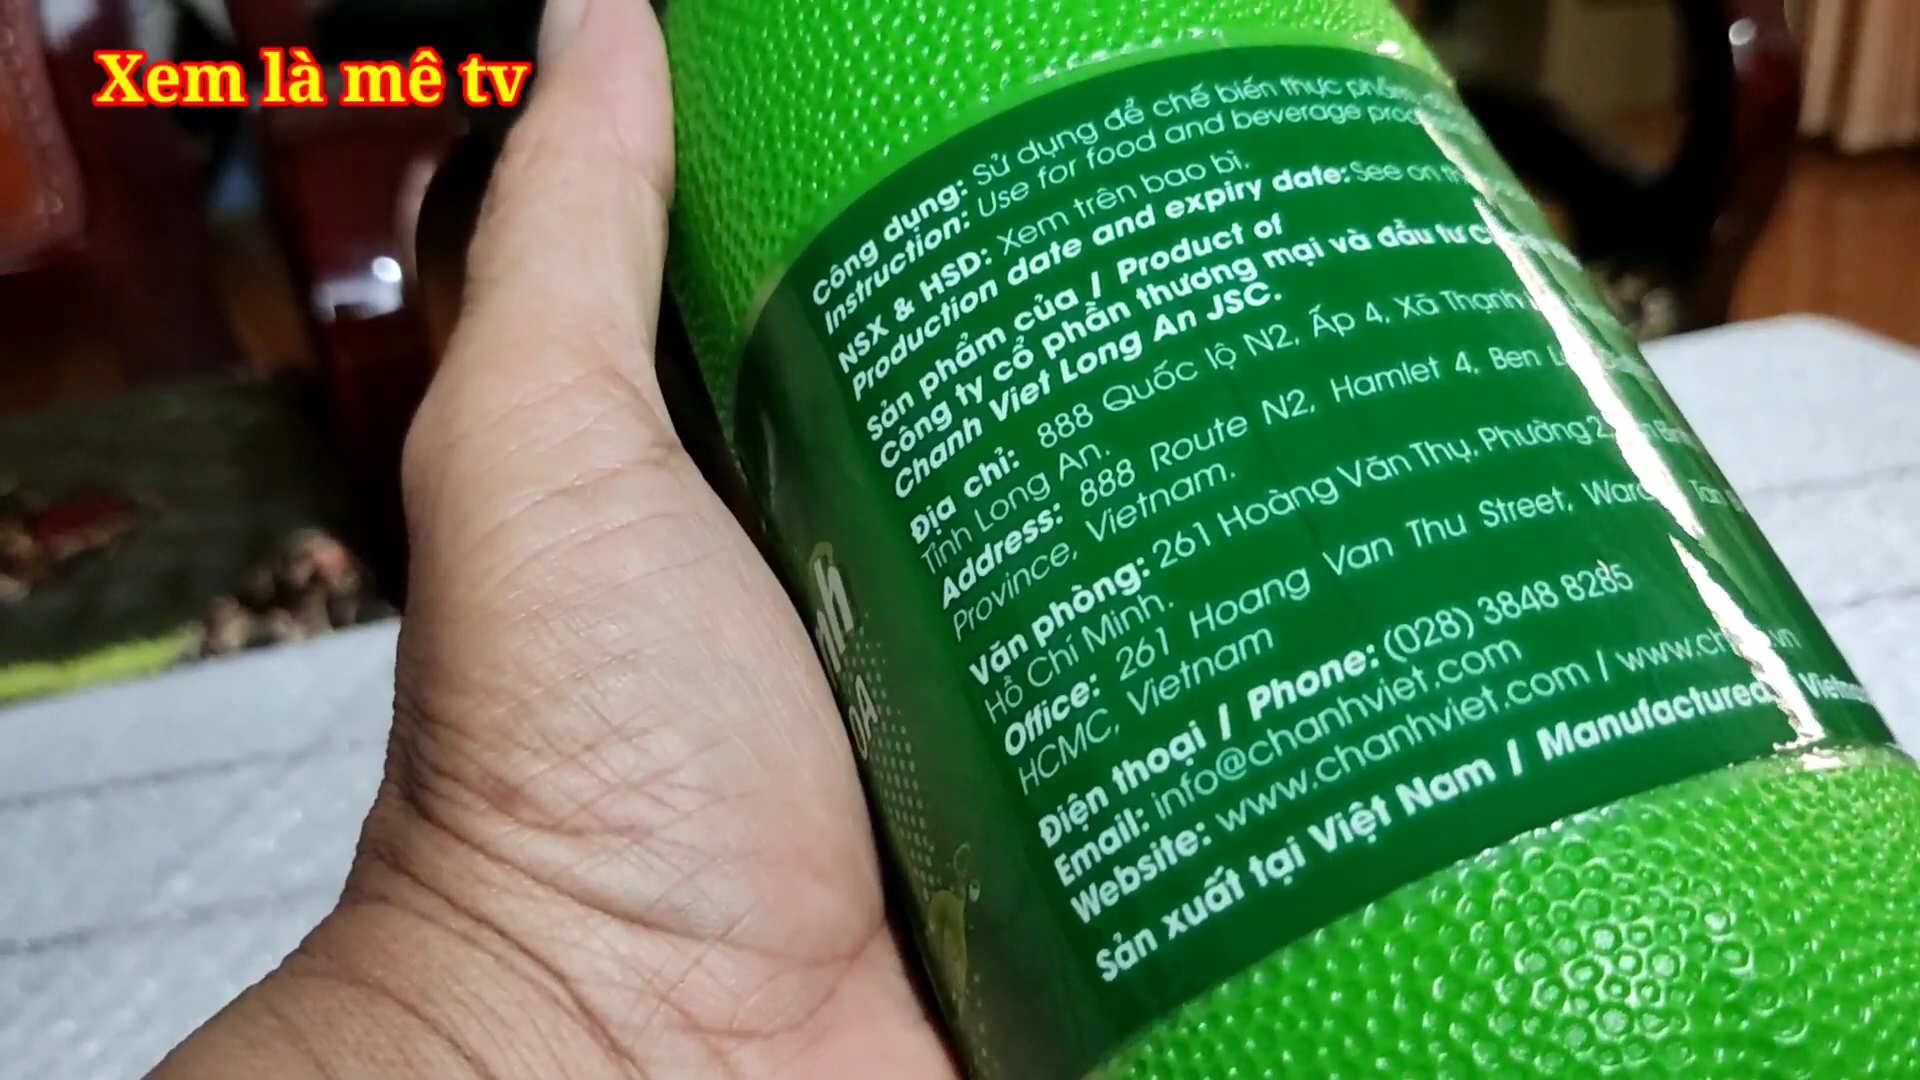 Xem là mê tv
Công dụng: Sử dụng để chế biến thực phẩm
Instruction: Use for food and beverage
NSX & HSD: Xem trên bao bì.
Production date and expiry date: See on
Sản phẩm của / Product of
Công ty cổ phần thương mại và đầu tư
Chanh Viet Long An JSC.
Địa chỉ: 888 Quốc lộ N2, Ấp 4, Xã Thạnh
Tỉnh Long An.
Address: 888 Route N2, Hamlet 4, Ben
Province, Vietnam.
Văn phòng: 261 Hoàng Văn Thụ, Phường 2,
Hồ Chí Minh.
Office: 261 Hoang Van Thu Street, Ward
HCMC, Vietnam
Điện thoại / Phone: (028) 3848 8285
Email: info@chanhviet.com
Website: www.chanhviet.com /
Sản xuất tại Việt Nam / Manufactured
nh
OA